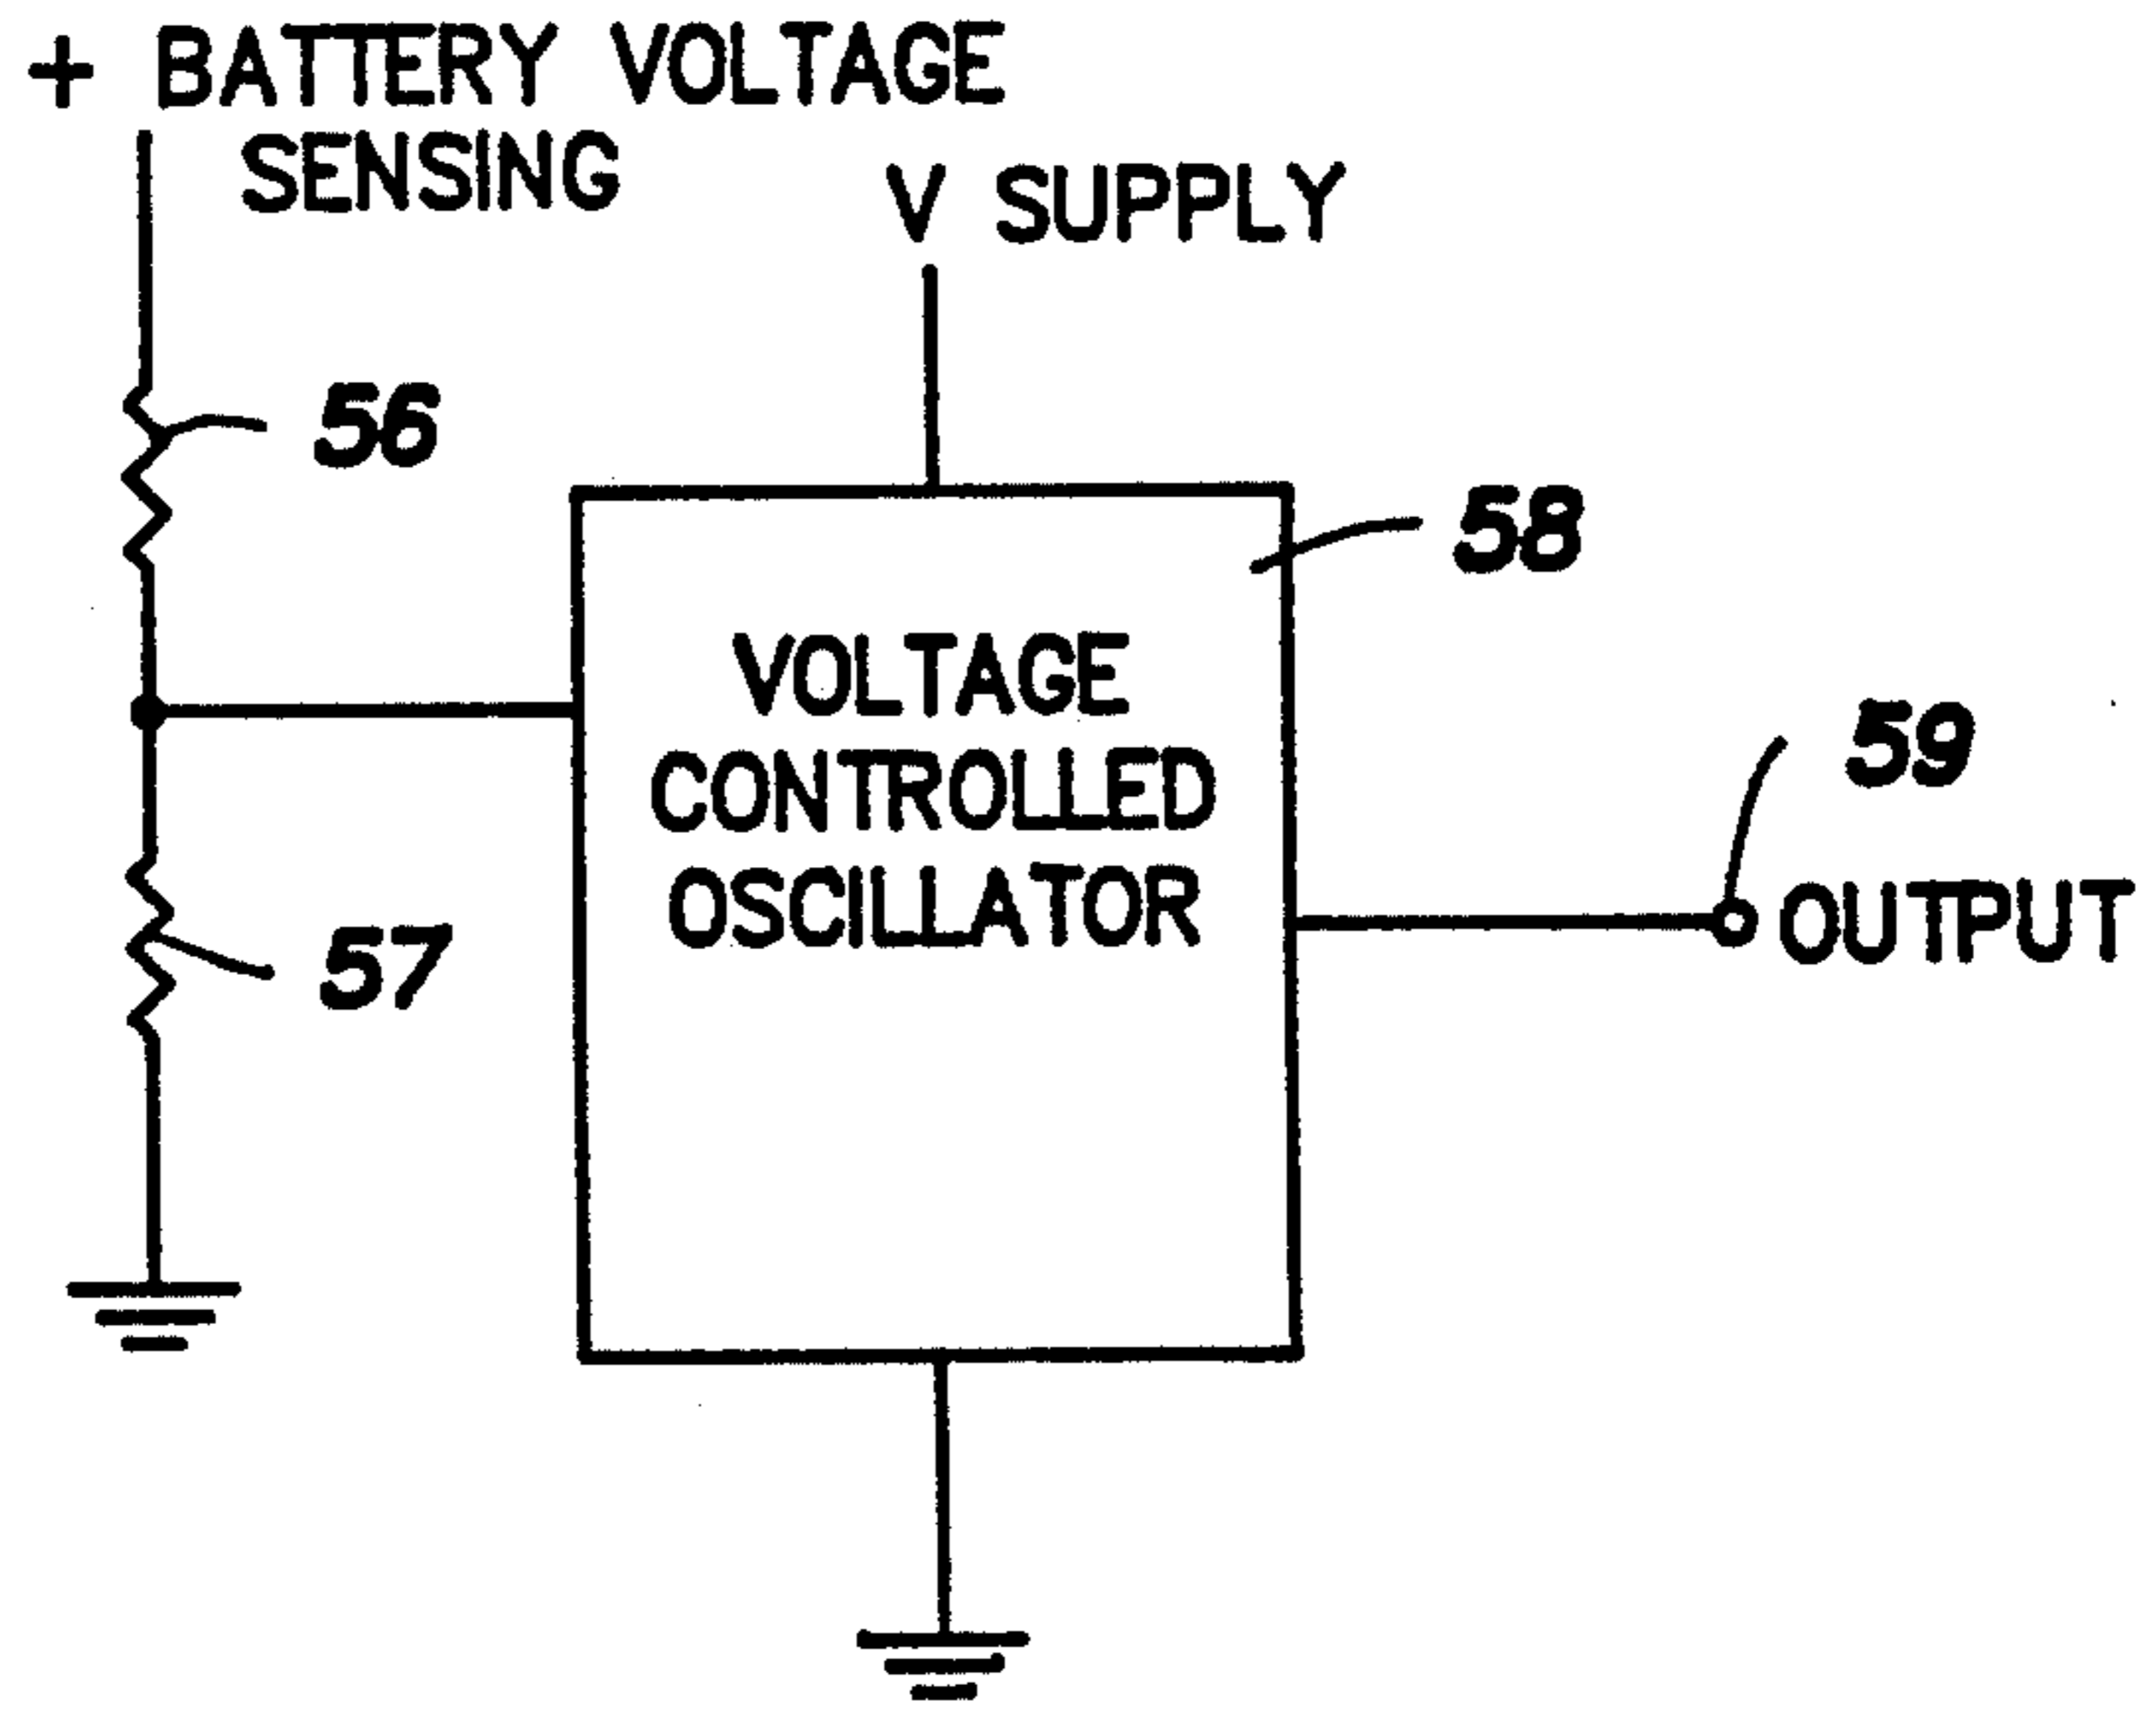 + BATTERY VOLTAGE
SENSING
V SUPPLY
56
58
VOLTAGE
CONTROLLED
OSCILLATOR
59
OUTPUT
57